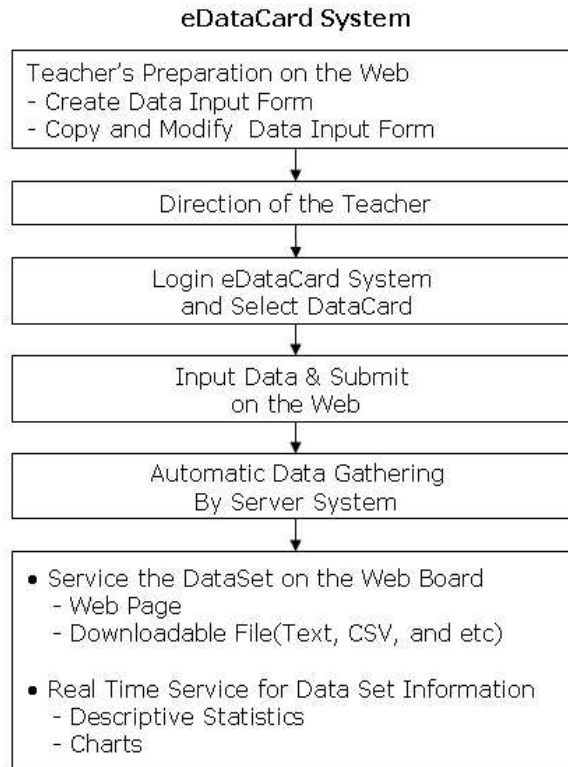 eDataCard System
Teacher's Preparation on the Web
- Create Data Input Form
- Copy and Modify Data Input Form
Direction of the Teacher
Login eDataCard System
and Select DataCard
Input Data & Submit
on the Web
Automatic Data Gathering
By Server System
• Service the DataSet on the Web Board
- Web Page
- Downloadable File(Text, CSV, and etc)
• Real Time Service for Data Set Information
- Descriptive Statistics
- Charts